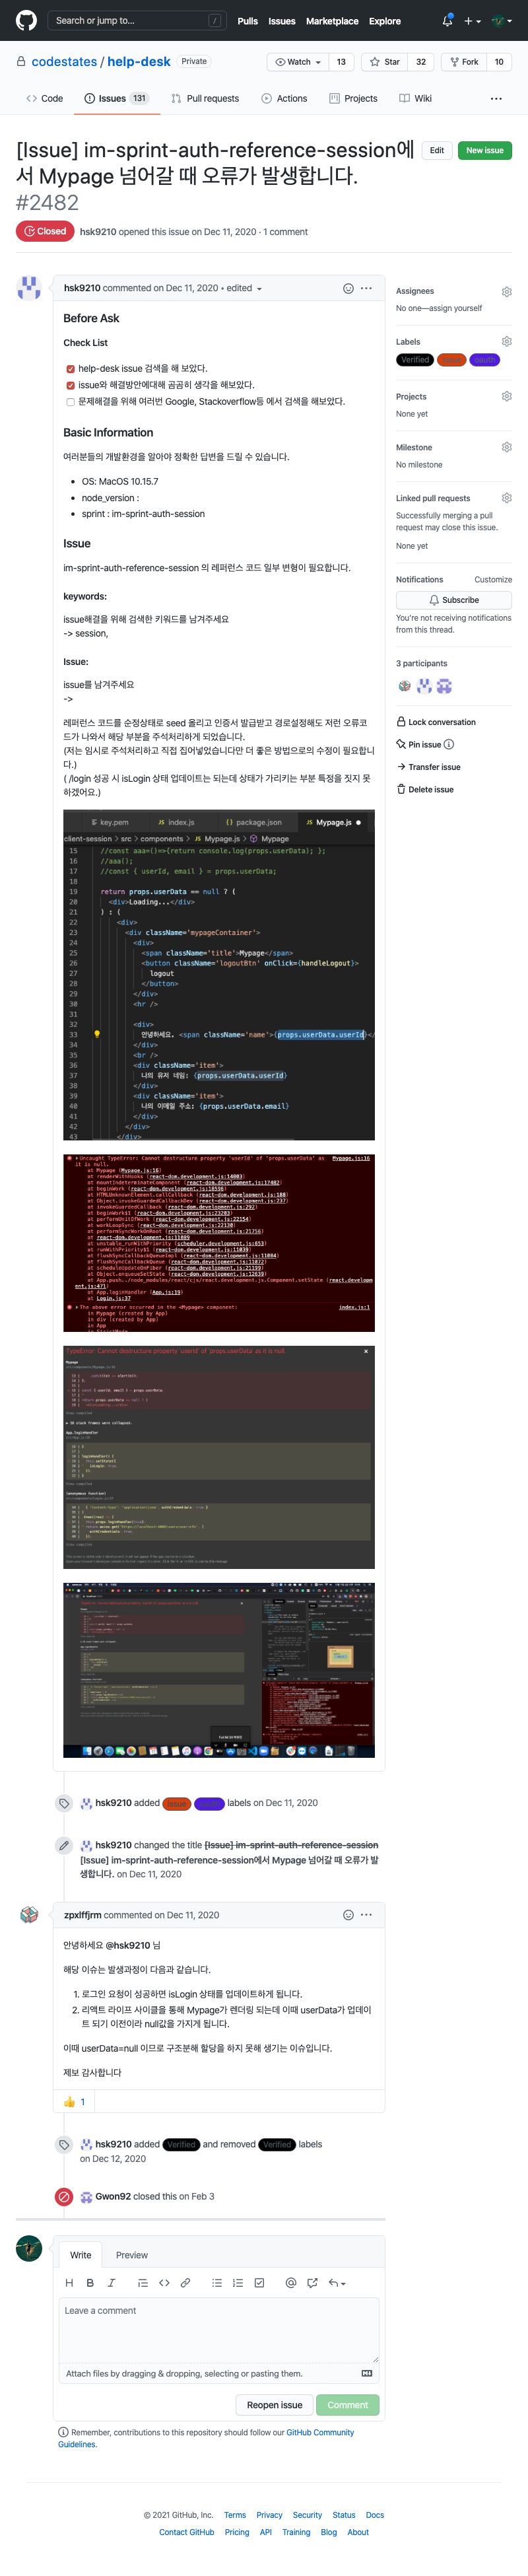 Search or jump to...
/
Pulls
Issues
Marketplace
Explore
codestates / help-desk
Private
Watch
13
Star
32
Fork
10
Code
Issues
131
Pull requests
Actions
Projects
Wiki
[Issue] im-sprint-auth-reference-session에
서 Mypage 넘어갈 때 오류가 발생합니다.
#2482
Edit
New issue
Closed
hsk9210 opened this issue on Dec 11, 2020 · 1 comment
hsk9210 commented on Dec 11, 2020 • edited
Before Ask
Check List
help-desk issue 검색을 해 보았다.
issue와 해결방안에대해 곰곰히 생각을 해보았다.
문제해결을 위해 여러번 Google, Stackoverflow등 에서 검색해 보았다.
Basic Information
여러분들의 개발환경을 알아야 정확한 답변을 드릴 수 있습니다.
OS: MacOS 10.15.7
node_version :
sprint : im-sprint-auth-session
Issue
im-sprint-auth-reference-session 의 레퍼런스 코드 일부 변형이 필요합니다.
keywords:
issue해결을 위해 검색한 키워드를 남겨주세요
-> session,
Issue:
issue를 남겨주세요
->
레퍼런스 코드를 순정상태로 seed 올리고 인증서 발급받고 경로설정해도 저런 오류코
드가 나와서 해당 부분을 주석처리하게 되었습니다.
(저는 임시로 주석처리하고 직접 집어넣었습니다만 더 좋은 방법으로의 수정이 필요합니
다.)
( /login 성공 시 isLogin 상태 업데이트는 되는데 상태가 가리키는 부분 특정을 짓지 못
하겠어요.)
key.pem
index.js
package.json
Mypage.js
client-session > src > components > Mypage.js > Mypage
15 //const aaa=()=>{return console.log(props.userData); };
16 //aaa();
17 //const { userId, email } = props.userData;
18
19 return props.userData == null ? (
20 <div>Loading...</div>
21 ) : (
22 <div>
23 <div className='mypageContainer'>
24 <div>
25 <span className='title'>Mypage</span>
26 <button className='logoutBtn' onClick={handleLogout}>
27 logout
28 </button>
29 </div>
30 <hr />
31
32 <div>
33 안녕하세요. <span className='name'>{props.userData.userId}</
34 </div>
35 <br />
36 <div className='item'>
37 나의 유저 네임: {props.userData.userId}
38 </div>
39 <div className='item'>
40 나의 이메일 주소: {props.userData.email}
41 </div>
42 </div>
43 </div>
Uncaught TypeError: Cannot destructure property 'userId' of 'props.userData' as it is null.
Mypage.js:16
at Mypage (Mypage.js:16)
The above error occurred in the <Mypage> component:
index.js:1
in Mypage (created by App)
in div (created by App)
in App
TypeError: Cannot destructure property 'userId' of 'props.userData' as it is null.
hsk9210 added
labels on Dec 11, 2020
hsk9210 changed the title [Issue] im-sprint-auth-reference-session
[Issue] im-sprint-auth-reference-session에서 Mypage 넘어갈 때 오류가 발
생합니다. on Dec 11, 2020
zpxlffjrm commented on Dec 11, 2020
안녕하세요 @hsk9210 님
해당 이슈는 발생과정이 다음과 같습니다.
1. 로그인 요청이 성공하면 isLogin 상태를 업데이트하게 됩니다.
2. 리액트 라이프 사이클을 통해 Mypage가 렌더링 되는데 이때 userData가 업데이
트 되기 이전이라 null값을 가지게 됩니다.
이때 userData=null 이므로 구조분해 할당을 하지 못해 생기는 이슈입니다.
제보 감사합니다
👍 1
hsk9210 added Verified and removed Verified labels
on Dec 12, 2020
Gwon92 closed this on Feb 3
Write
Preview
Leave a comment
Attach files by dragging & dropping, selecting or pasting them.
Reopen issue
Comment
Remember, contributions to this repository should follow our GitHub Community
Guidelines.
Assignees
No one—assign yourself
Labels
Verified
Projects
None yet
Milestone
No milestone
Linked pull requests
Successfully merging a pull
request may close this issue.
None yet
Notifications
Customize
Subscribe
You're not receiving notifications
from this thread.
3 participants
Lock conversation
Pin issue
Transfer issue
Delete issue
© 2021 GitHub, Inc.
Terms
Privacy
Security
Status
Docs
Contact GitHub
Pricing
API
Training
Blog
About